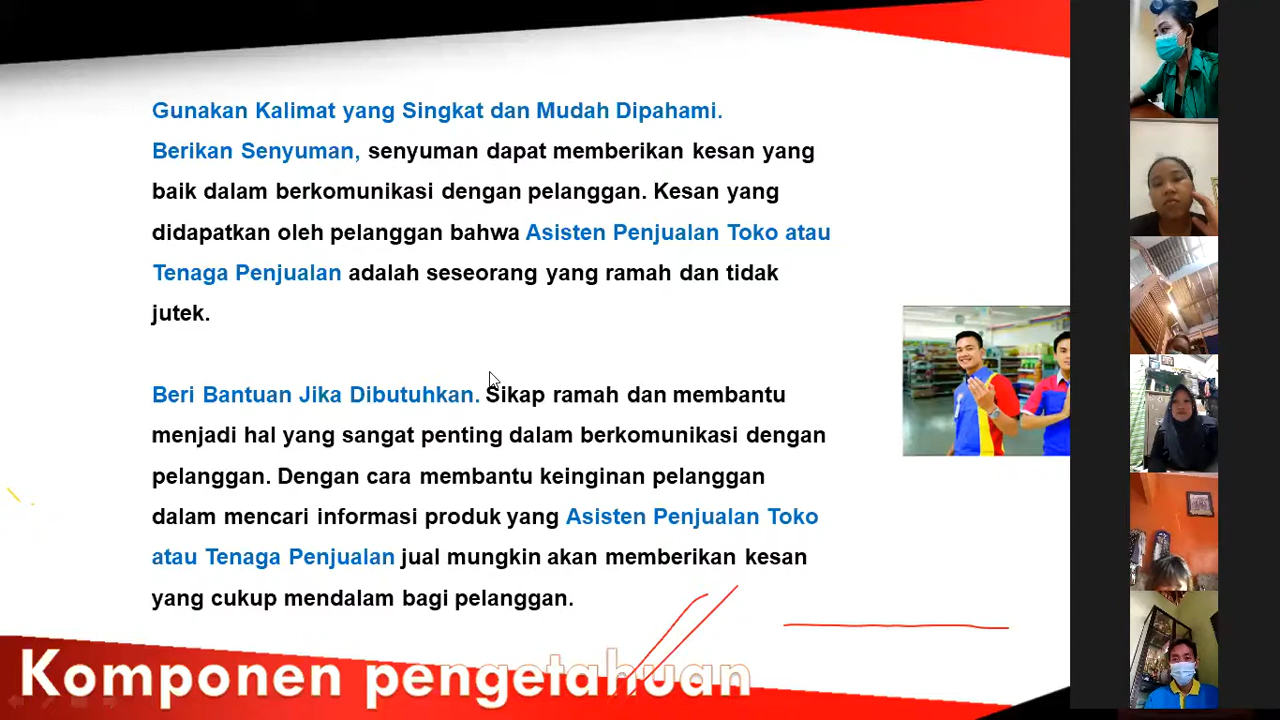 Gunakan Kalimat yang Singkat dan Mudah Dipahami.
Berikan Senyuman, senyuman dapat memberikan kesan yang
baik dalam berkomunikasi dengan pelanggan. Kesan yang
didapatkan oleh pelanggan bahwa Asisten Penjualan Toko atau
Tenaga Penjualan adalah seseorang yang ramah dan tidak
jutek.
Beri Bantuan Jika Dibutuhkan. Sikap ramah dan membantu
menjadi hal yang sangat penting dalam berkomunikasi dengan
pelanggan. Dengan cara membantu keinginan pelanggan
dalam mencari informasi produk yang Asisten Penjualan Toko
atau Tenaga Penjualan jual mungkin akan memberikan kesan
yang cukup mendalam bagi pelanggan.
Komponen pengetahuan